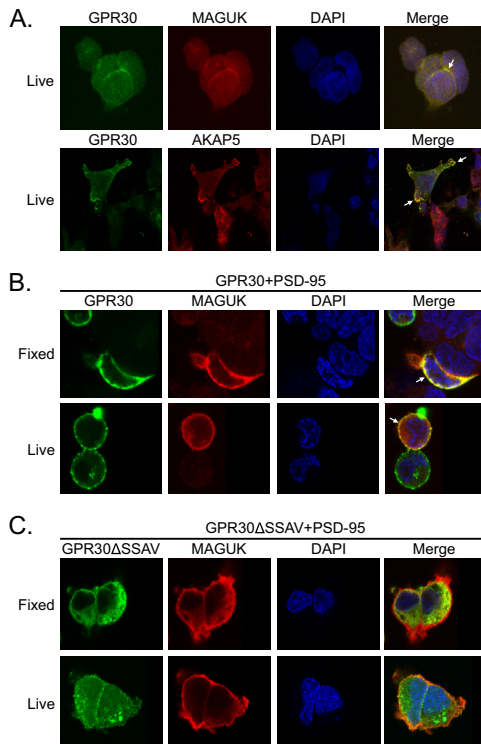 A.
GPR30 MAGUK DAPI Merge
Live
GPR30 AKAP5 DAPI Merge
Live
B.
GPR30+PSD-95
GPR30 MAGUK DAPI Merge
Fixed
Live
C.
GPR30ΔSSAV+PSD-95
GPR30ΔSSAV MAGUK DAPI Merge
Fixed
Live